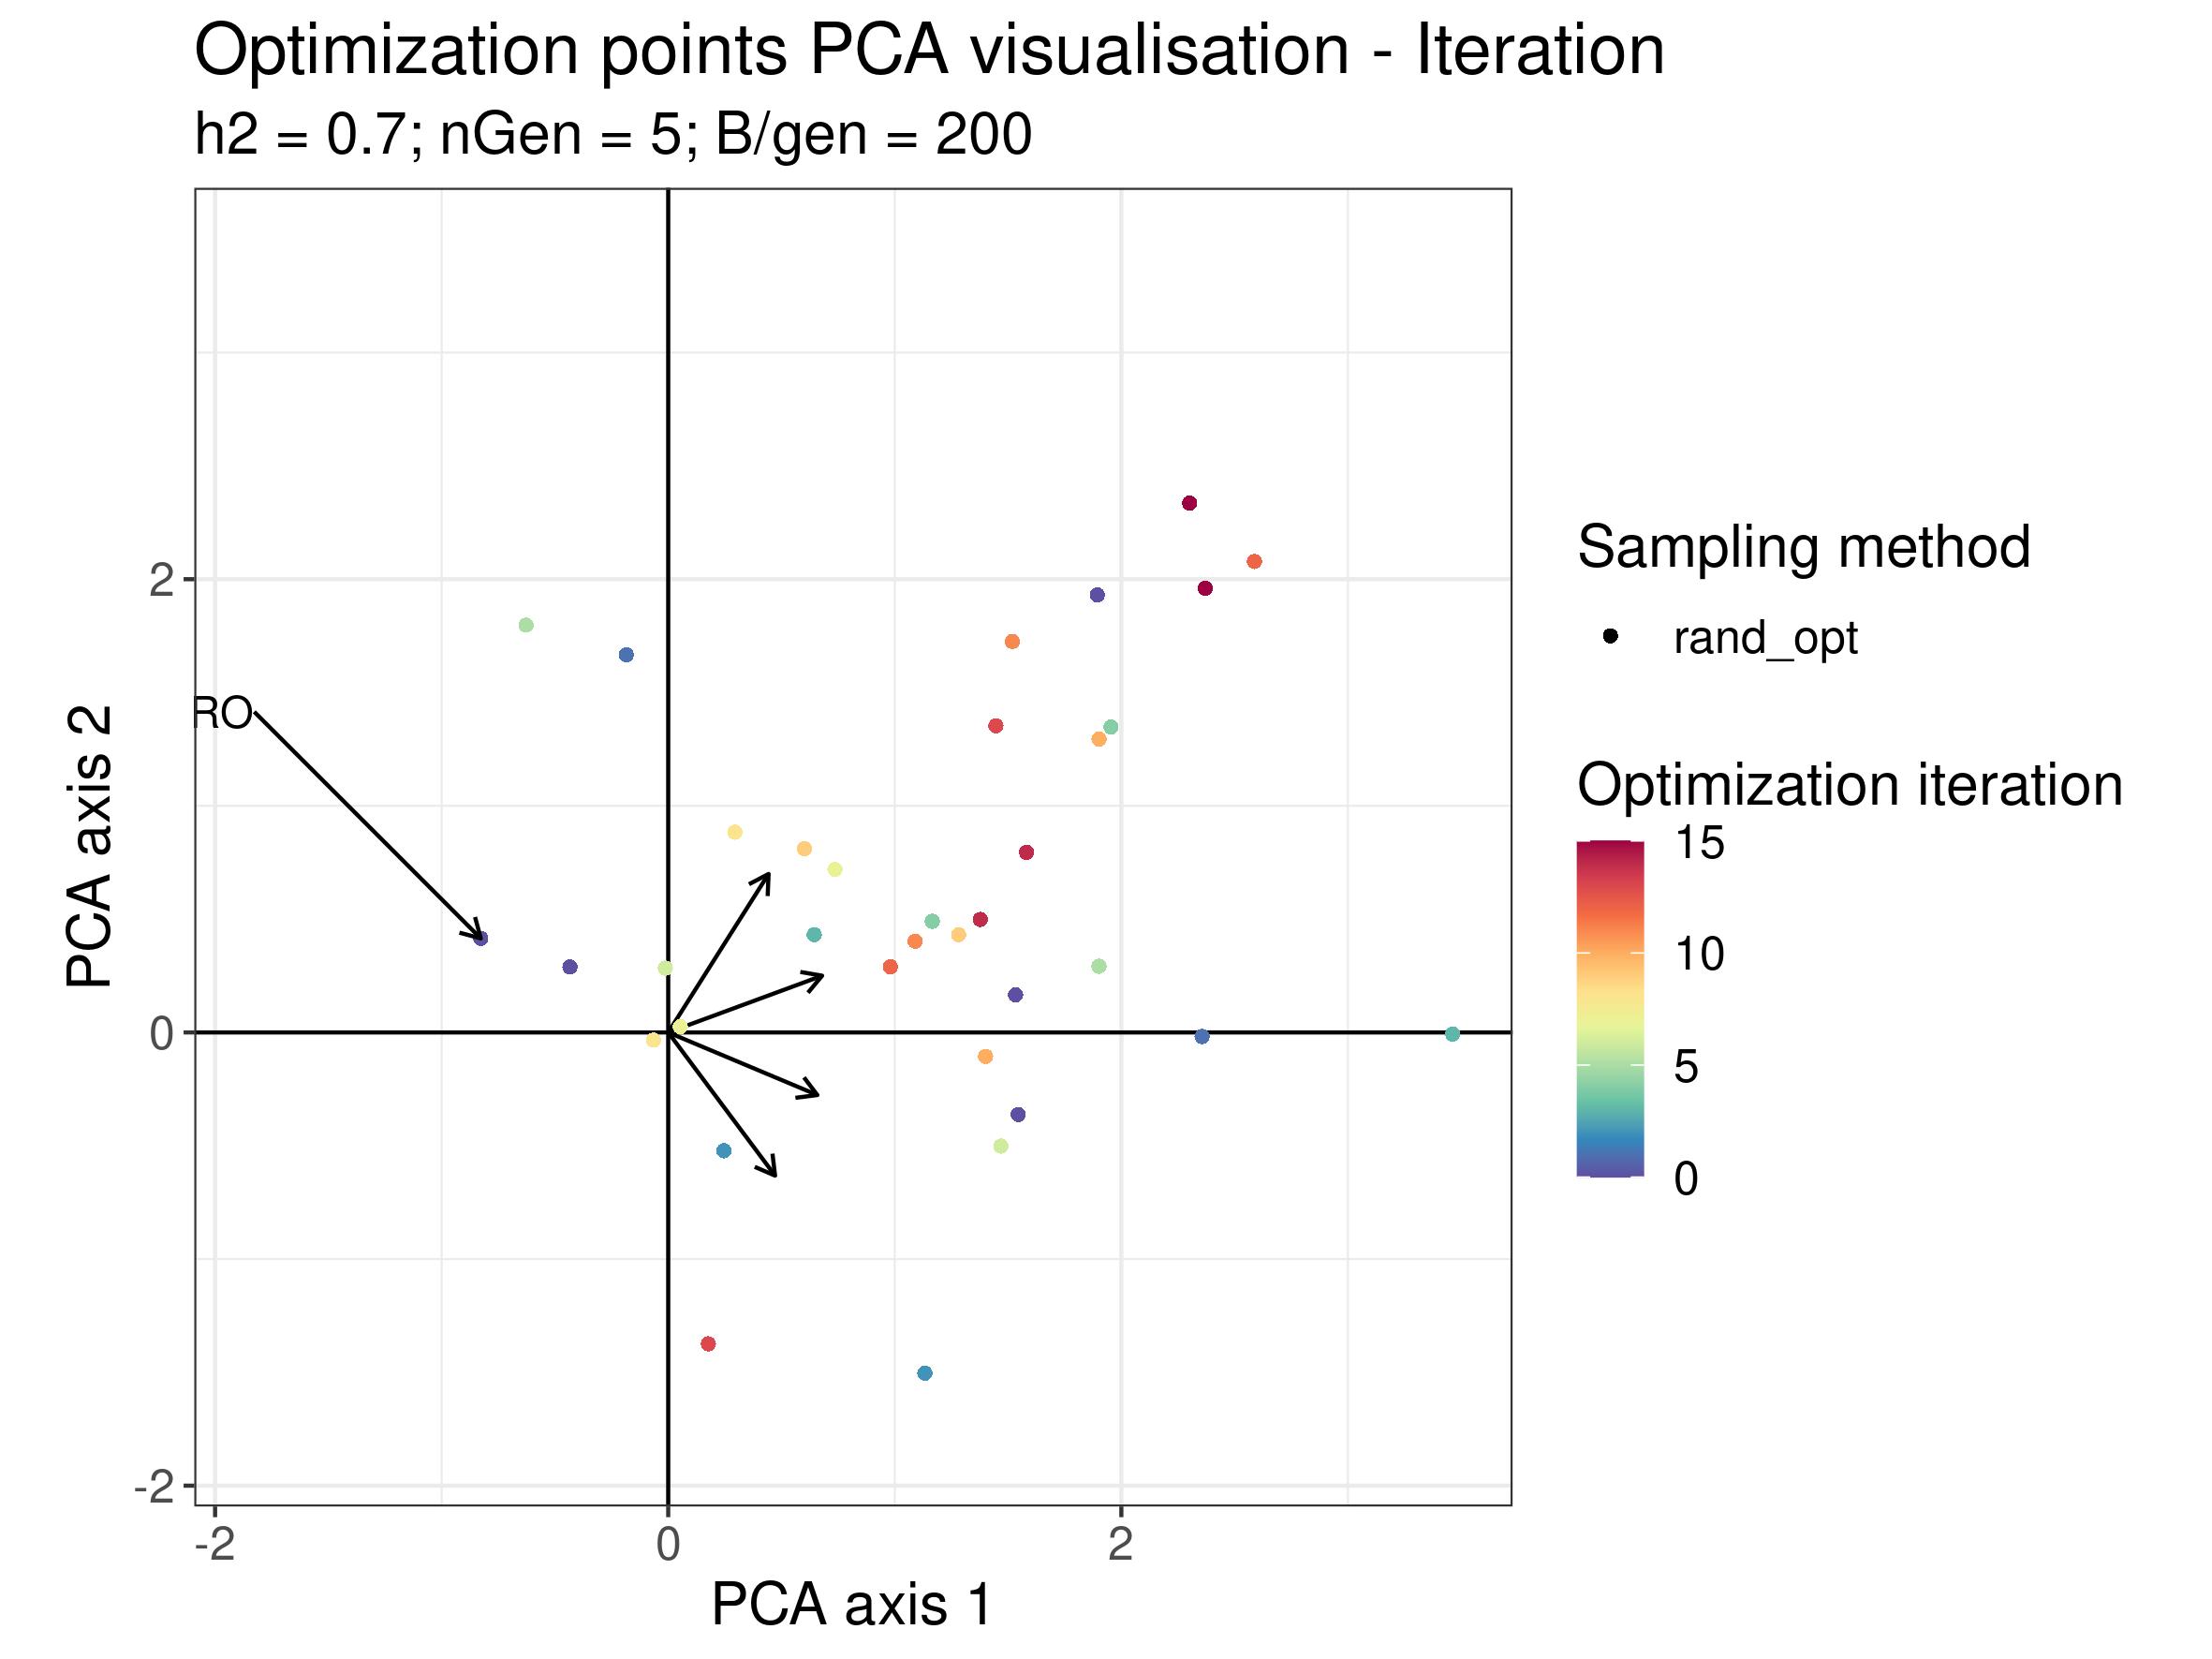 Optimization points PCA visualisation - Iteration
h2 = 0.7; nGen = 5; B/gen = 200
PCA axis 2
2
0
-2
RO
-2
0
2
PCA axis 1
Sampling method
rand_opt
Optimization iteration
15
10
5
0